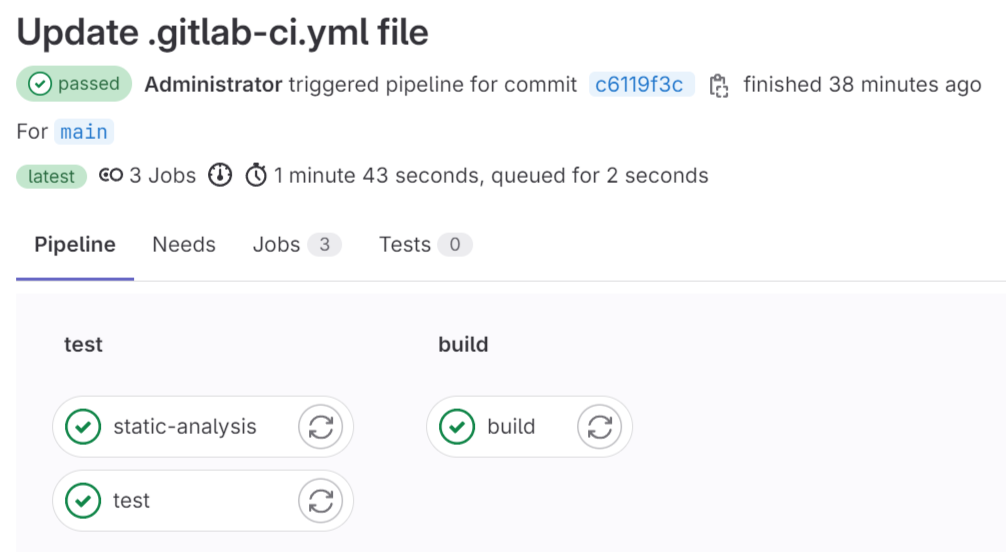 Update .gitlab-ci.yml file
passed Administrator triggered pipeline for commit c6119f3c finished 38 minutes ago
For main
latest 3 Jobs 1 minute 43 seconds, queued for 2 seconds
Pipeline Needs Jobs 3 Tests 0
test build
static-analysis build
test